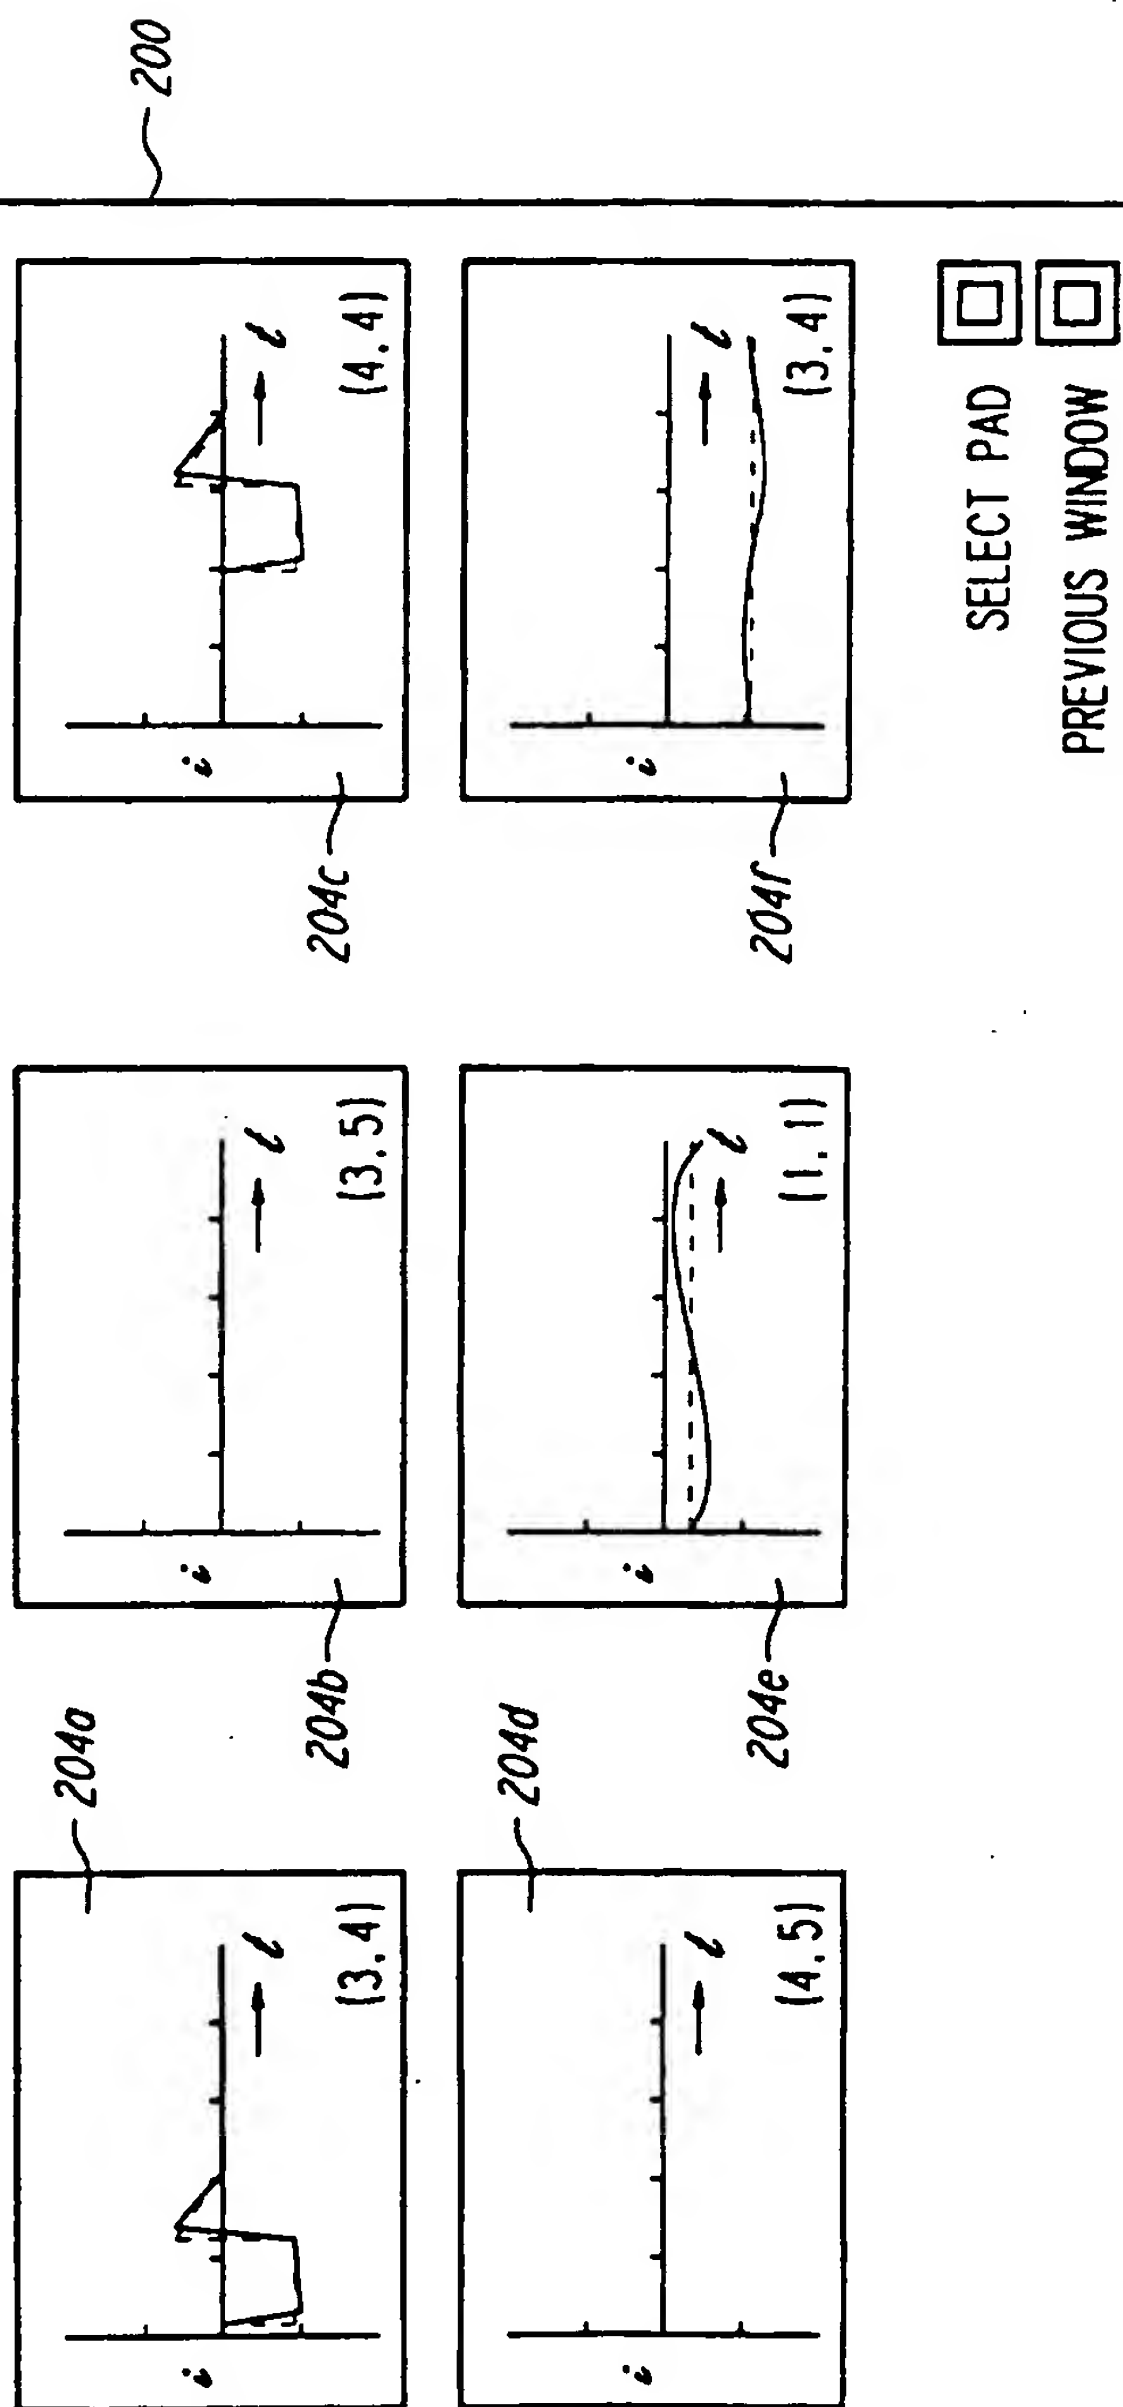 200
204a
i
t
(3, 4)
204b
i
t
(3, 5)
204c
i
t
(4, 4)
204d
i
t
(4, 5)
204e
i
t
(1, 1)
204f
i
t
(3, 4)
SELECT PAD
PREVIOUS WINDOW